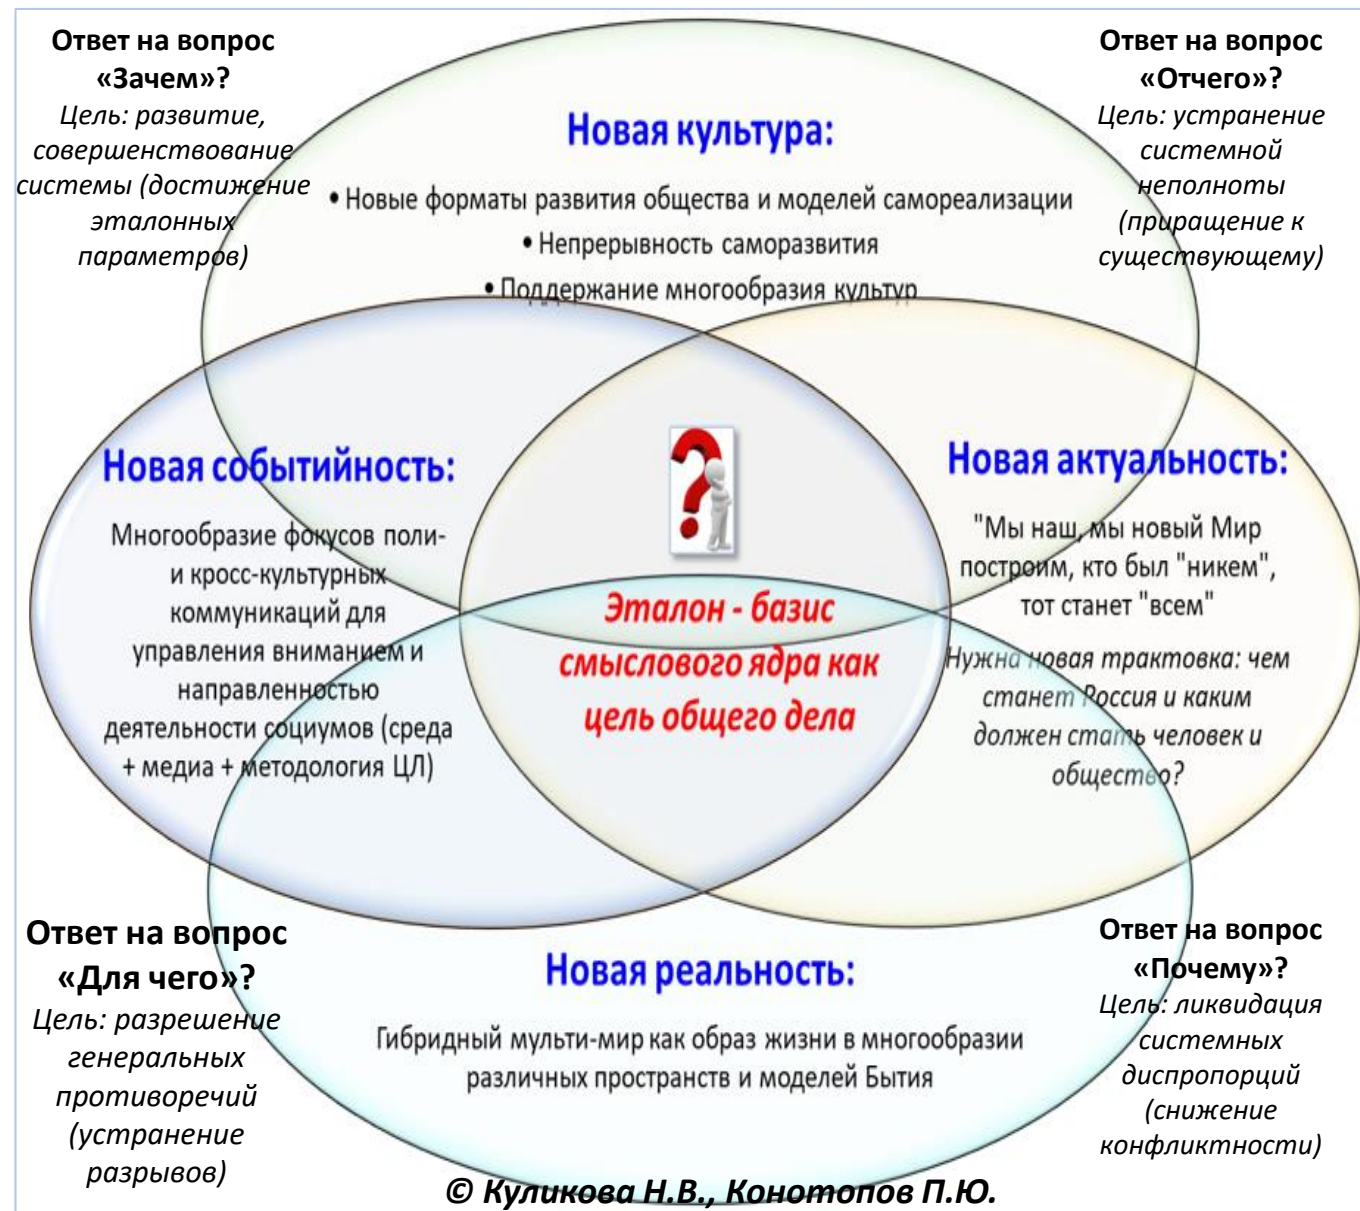 Ответ на вопрос
«Зачем»?
Цель: развитие,
совершенствование
системы (достижение
эталонных
параметров)
Ответ на вопрос
«Отчего»?
Цель: устранение
системной
неполноты
(приращение к
существующему)
Новая культура:
• Новые форматы развития общества и моделей самореализации
• Непрерывность саморазвития
• Поддержание многообразия культур
Новая событийность:
Многообразие фокусов поли-
и кросс-культурных
коммуникаций для
управления вниманием и
направленностью
деятельности социумов (среда
+ медиа + методология ЦЛ)
?
Эталон - базис
смыслового ядра как
цель общего дела
Новая актуальность:
"Мы наш, мы новый Мир
построим, кто был "никем",
тот станет "всем"
Нужна новая трактовка: чем
станет Россия и каким
должен стать человек и
общество?
Ответ на вопрос
«Для чего»?
Цель: разрешение
генеральных
противоречий
(устранение
разрывов)
Новая реальность:
Гибридный мульти-мир как образ жизни в многообразии
различных пространств и моделей Бытия
Ответ на вопрос
«Почему»?
Цель: ликвидация
системных
диспропорций
(снижение
конфликтности)
© Куликова Н.В., Конотопов П.Ю.